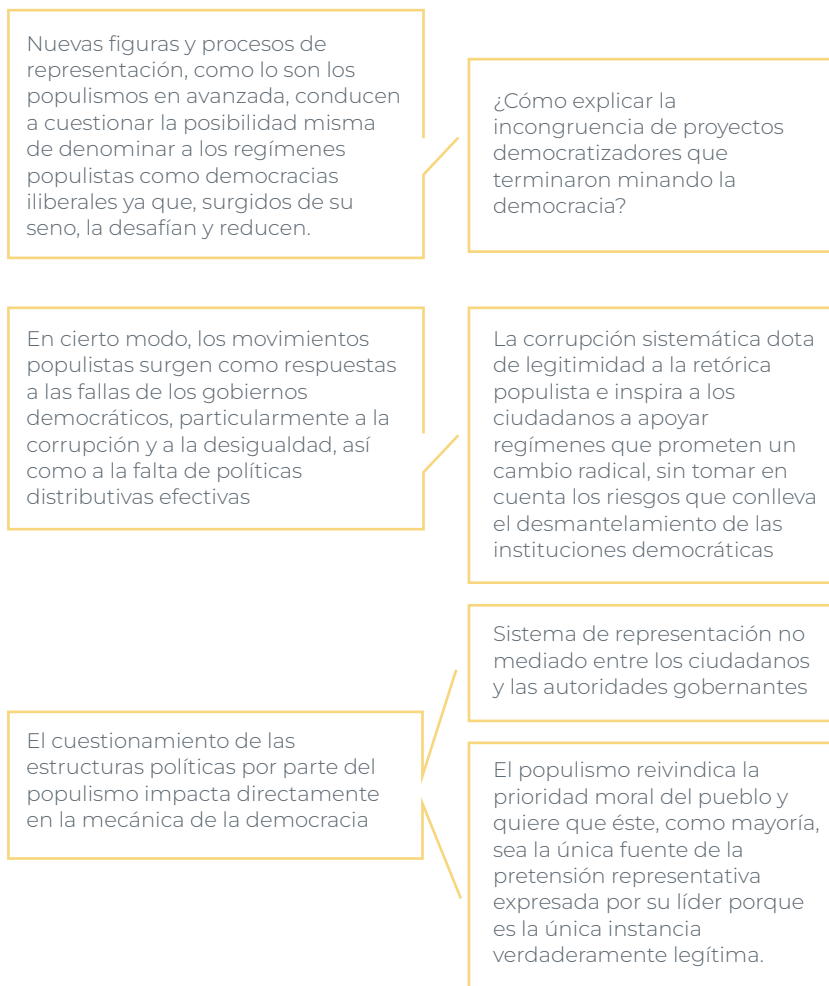 Nuevas figuras y procesos de
representación, como lo son los
populismos en avanzada, conducen
a cuestionar la posibilidad misma
de denominar a los regímenes
populistas como democracias
iliberales ya que, surgidos de su
seno, la desafían y reducen.
¿Cómo explicar la
incongruencia de proyectos
democratizadores que
terminaron minando la
democracia?
En cierto modo, los movimientos
populistas surgen como respuestas
a las fallas de los gobiernos
democráticos, particularmente a la
corrupción y a la desigualdad, así
como a la falta de políticas
distributivas efectivas
La corrupción sistemática dota
de legitimidad a la retórica
populista e inspira a los
ciudadanos a apoyar
regímenes que prometen un
cambio radical, sin tomar en
cuenta los riesgos que conlleva
el desmantelamiento de las
instituciones democráticas
El cuestionamiento de las
estructuras políticas por parte del
populismo impacta directamente
en la mecánica de la democracia
Sistema de representación no
mediado entre los ciudadanos
y las autoridades gobernantes
El populismo reivindica la
prioridad moral del pueblo y
quiere que éste, como mayoría,
sea la única fuente de la
pretensión representativa
expresada por su líder porque
es la única instancia
verdaderamente legítima.